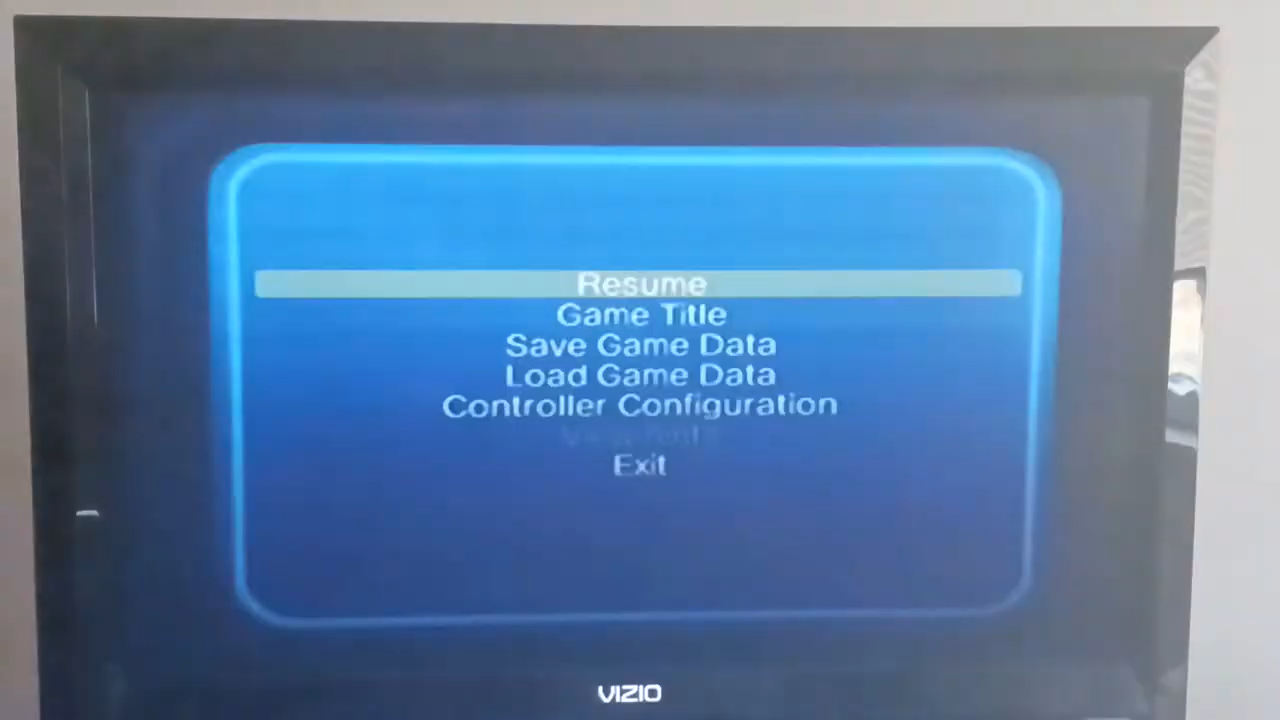 Resume
Game Title
Save Game Data
Load Game Data
Controller Configuration
Exit
VIZIO